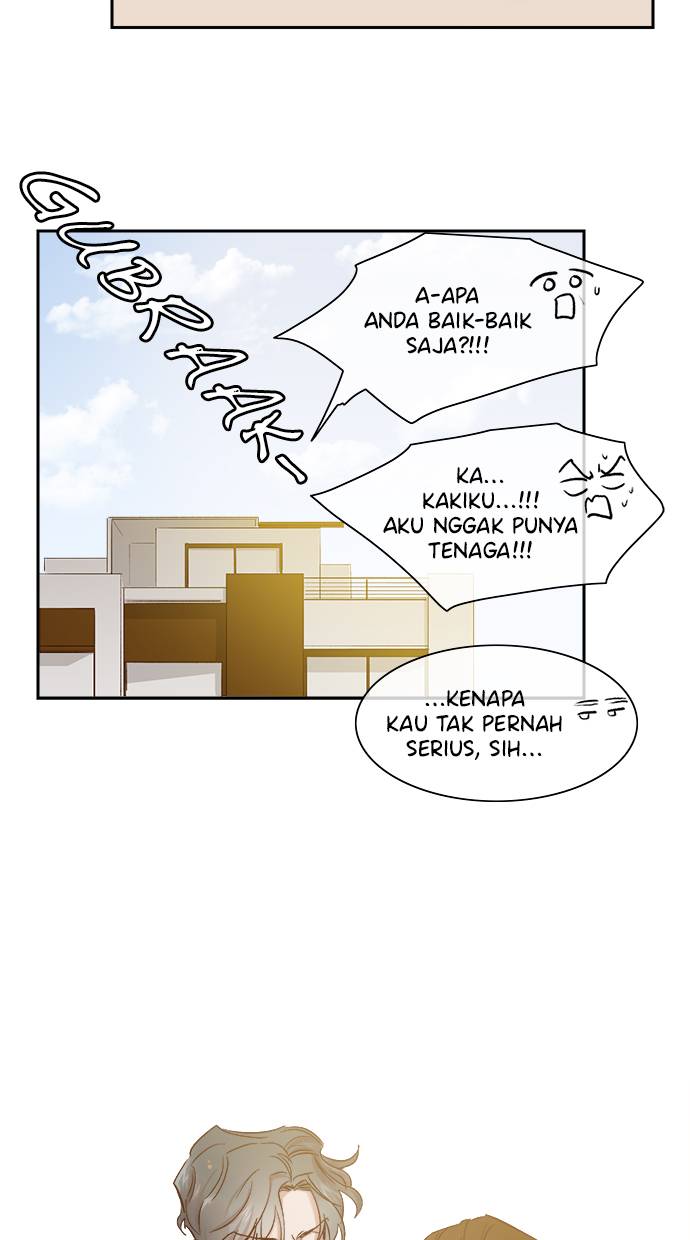 GUBRAAK-
A-APA
ANDA BAIK-BAIK
SAJA?!!!
KA...
KAKIKU...!!!
AKU NGGAK PUNYA
TENAGA!!!
...KENAPA
KAU TAK PERNAH
SERIUS, SIH...